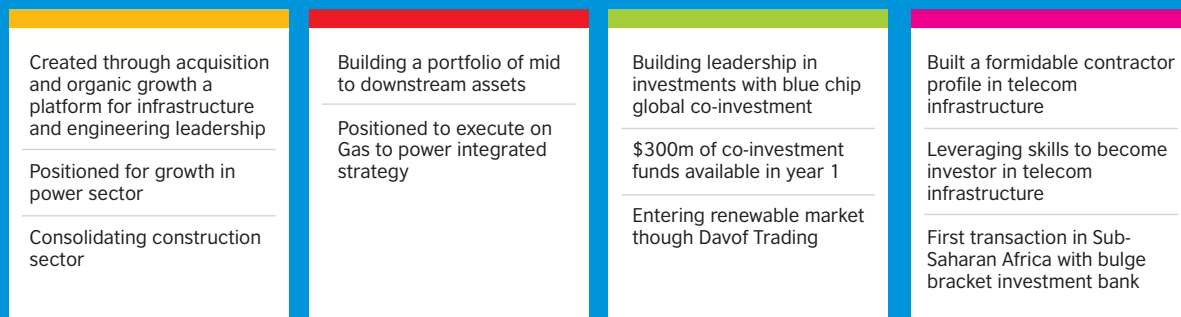 Created through acquisition
and organic growth a
platform for infrastructure
and engineering leadership
Positioned for growth in
power sector
Consolidating construction
sector
Building a portfolio of mid
to downstream assets
Positioned to execute on
Gas to power integrated
strategy
Building leadership in
investments with blue chip
global co-investment
$300m of co-investment
funds available in year 1
Entering renewable market
though Davof Trading
Built a formidable contractor
profile in telecom
infrastructure
Leveraging skills to become
investor in telecom
infrastructure
First transaction in Sub-
Saharan Africa with bulge
bracket investment bank